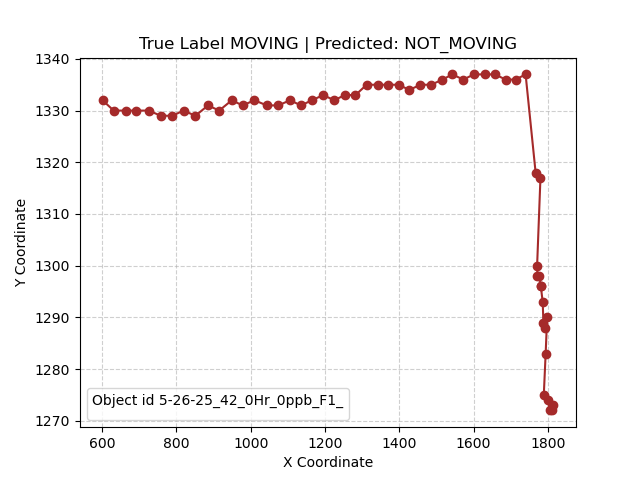 True Label MOVING | Predicted: NOT_MOVING
1340
1330
1320
1310
1300
1290
1280
1270
Y Coordinate
Object id 5-26-25_42_0Hr_0ppb_F1_
600 800 1000 1200 1400 1600 1800
X Coordinate